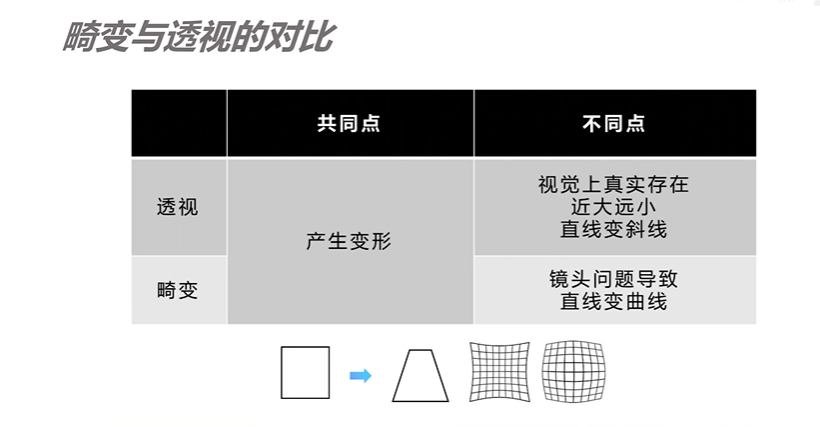 畸变与透视的对比
共同点 不同点
透视
产生变形
视觉上真实存在
近大远小
直线变斜线
畸变
镜头问题导致
直线变曲线